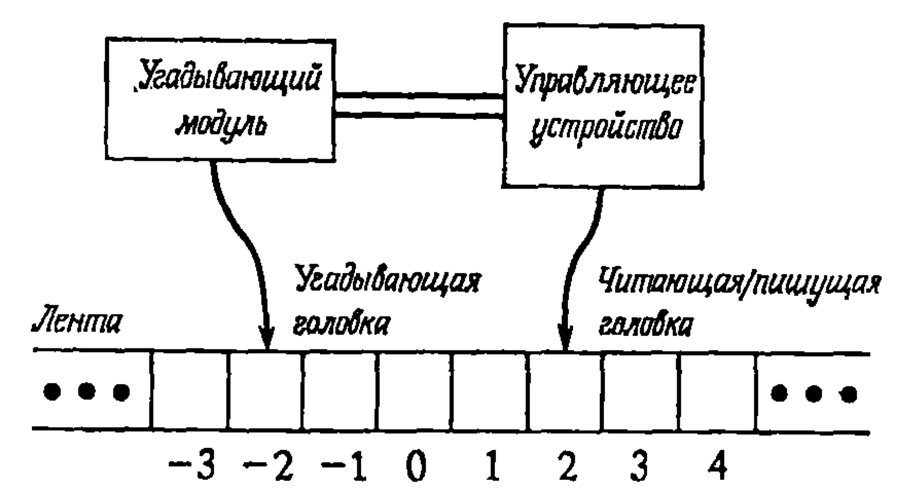 Угадывающий
модуль
Управляющее
устройство
Угадывающая
головка
Читающая/пишущая
головка
Лента
-3 -2 -1 0 1 2 3 4